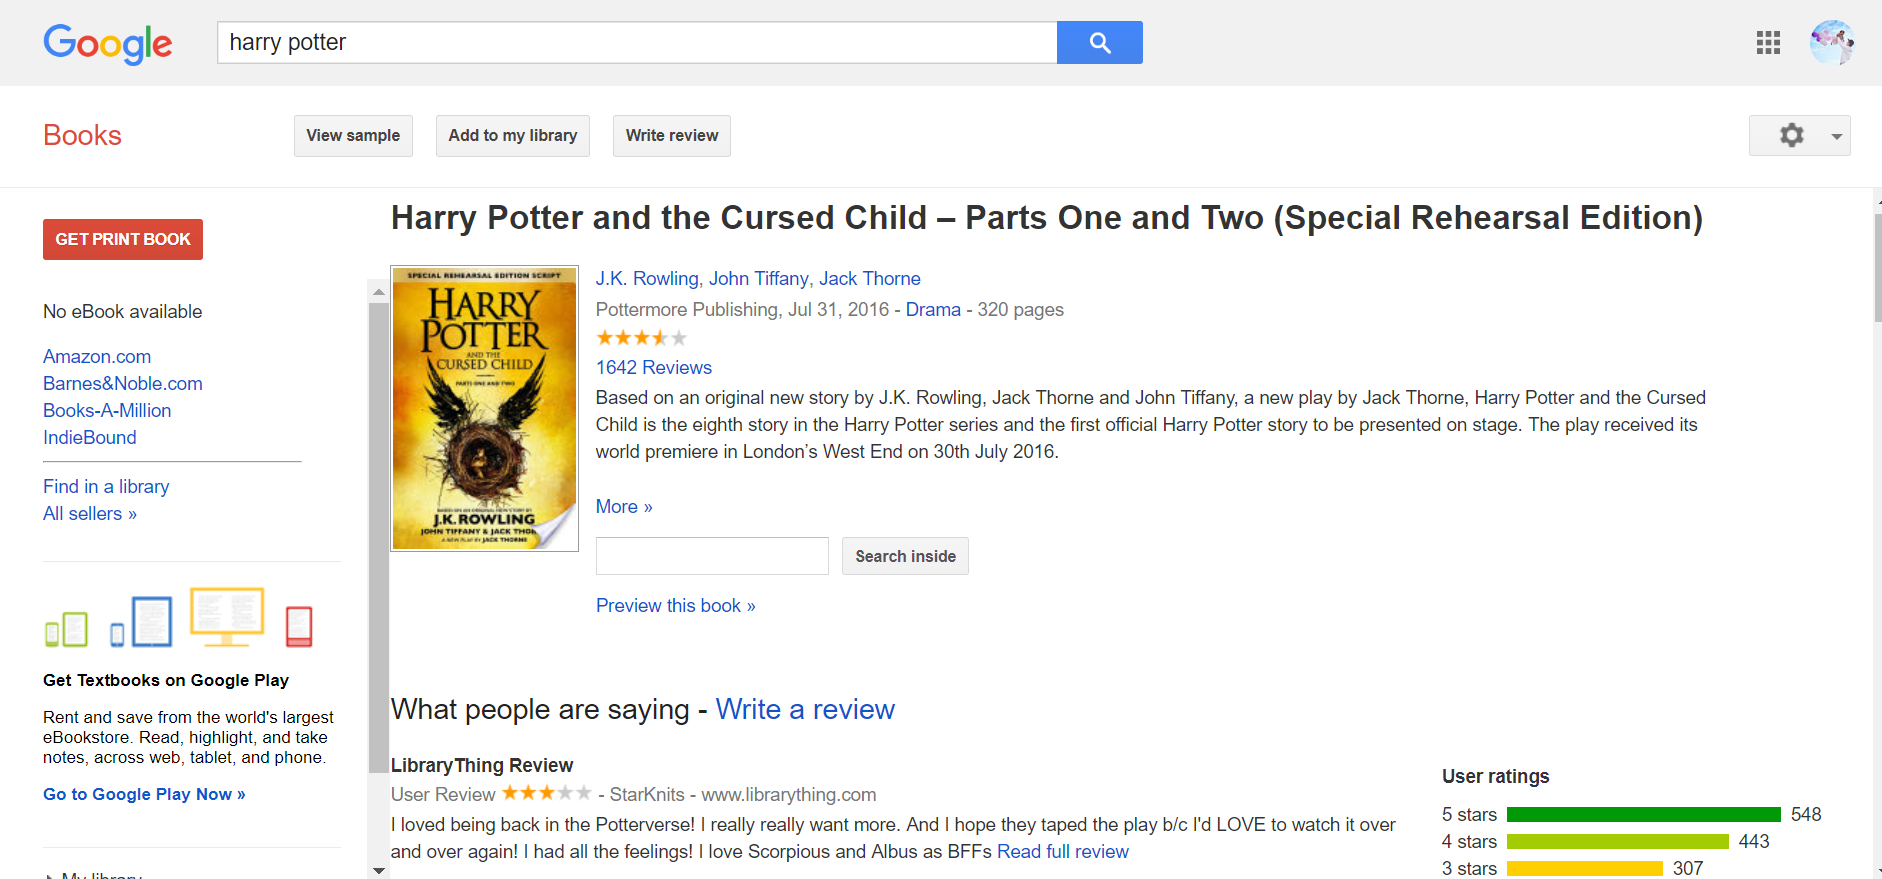 Google
harry potter
Books
View sample
Add to my library
Write review
GET PRINT BOOK
No eBook available
Amazon.com
Barnes&Noble.com
Books-A-Million
IndieBound
Find in a library
All sellers »
Get Textbooks on Google Play
Rent and save from the world's largest
eBookstore. Read, highlight, and take
notes, across web, tablet, and phone.
Go to Google Play Now »
My library
Harry Potter and the Cursed Child – Parts One and Two (Special Rehearsal Edition)
SPECIAL REHEARSAL EDITION SCRIPT
HARRY
POTTER
AND THE
CURSED CHILD
PARTS ONE AND TWO
BASED ON AN ORIGINAL NEW STORY BY
J.K. ROWLING
JOHN TIFFANY & JACK THOR
A NEW PLAY BY JACK THORNE
J.K. Rowling, John Tiffany, Jack Thorne
Pottermore Publishing, Jul 31, 2016 - Drama - 320 pages
1642 Reviews
Based on an original new story by J.K. Rowling, Jack Thorne and John Tiffany, a new play by Jack Thorne, Harry Potter and the Cursed
Child is the eighth story in the Harry Potter series and the first official Harry Potter story to be presented on stage. The play received its
world premiere in London’s West End on 30th July 2016.
More »
Search inside
Preview this book »
What people are saying - Write a review
LibraryThing Review
User Review - StarKnits - www.librarything.com
I loved being back in the Potterverse! I really really want more. And I hope they taped the play b/c I'd LOVE to watch it over
and over again! I had all the feelings! I love Scorpious and Albus as BFFs Read full review
User ratings
5 stars 548
4 stars 443
3 stars 307